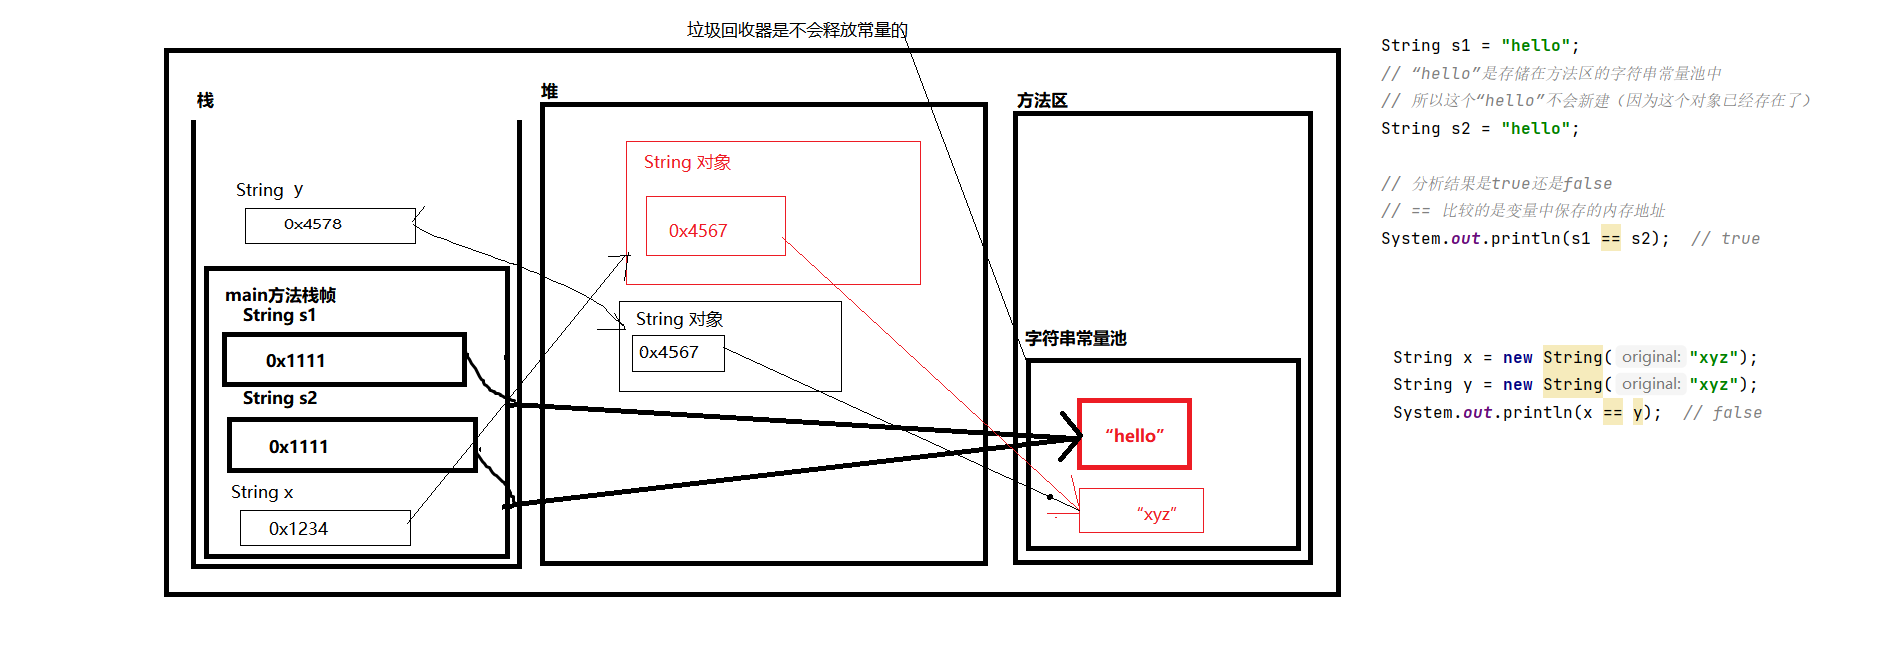 垃圾回收器是不会释放常量的
栈
String y
0x4578
main方法栈帧
String s1
0x1111
String s2
0x1111
String x
0x1234
堆
String 对象
0x4567
String 对象
0x4567
方法区
字符串常量池
“hello”
“xyz“
String s1 = "hello";
// “hello”是存储在方法区的字符串常量池中
// 所以这个“hello”不会新建（因为这个对象已经存在了）
String s2 = "hello";
// 分析结果是true还是false
// == 比较的是变量中保存的内存地址
System.out.println(s1 == s2); // true
String x = new String( original: "xyz");
String y = new String( original: "xyz");
System.out.println(x == y); // false